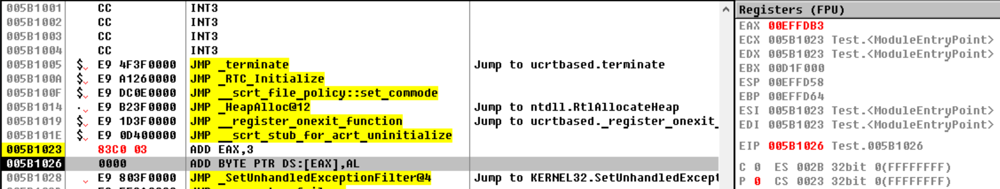 005B1001 CC INT3
005B1002 CC INT3
005B1003 CC INT3
005B1004 CC INT3
005B1005 $ E9 4F3F0000 JMP _terminate Jump to ucrtbased.terminate
005B100A $ E9 A1260000 JMP _RTC_Initialize
005B100F $ E9 DC0E0000 JMP __scrt_file_policy::set_commode
005B1014 . E9 B23F0000 JMP _HeapAlloc@12 Jump to ntdll.RtlAllocateHeap
005B1019 $ E9 1D3F0000 JMP __register_onexit_function Jump to ucrtbased._register_onexit_
005B101E $ E9 0D400000 JMP __scrt_stub_for_acrt_uninitialize
005B1023 83C0 03 ADD EAX,3
005B1026 0000 ADD BYTE PTR DS:[EAX],AL
005B1028 E9 803F0000 JMP _SetUnhandledExceptionFilter@4 Jump to KERNEL32.SetUnhandledExcept
Registers (FPU)
EAX 00EFFDB3
ECX 005B1023 Test.<ModuleEntryPoint>
EDX 005B1023 Test.<ModuleEntryPoint>
EBX 00D1F000
ESP 00EFFD58
EBP 00EFFD64
ESI 005B1023 Test.<ModuleEntryPoint>
EDI 005B1023 Test.<ModuleEntryPoint>
EIP 005B1026 Test.005B1026
C 0 ES 002B 32bit 0(FFFFFFFF)
P 0 CS 0023 32bit 0(FFFFFFFF)